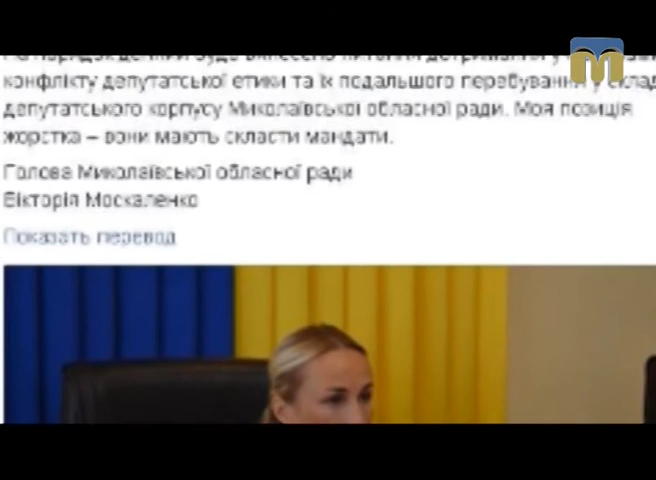 конфлікту депутатської етики та їх подальшого перебування у склад
депутатського корпусу Миколаївської обласної ради. Моя позиція
жорстка – вони мають скласти мандати.
Голова Миколаївської обласної ради
Вікторія Москаленко
Показать перевод